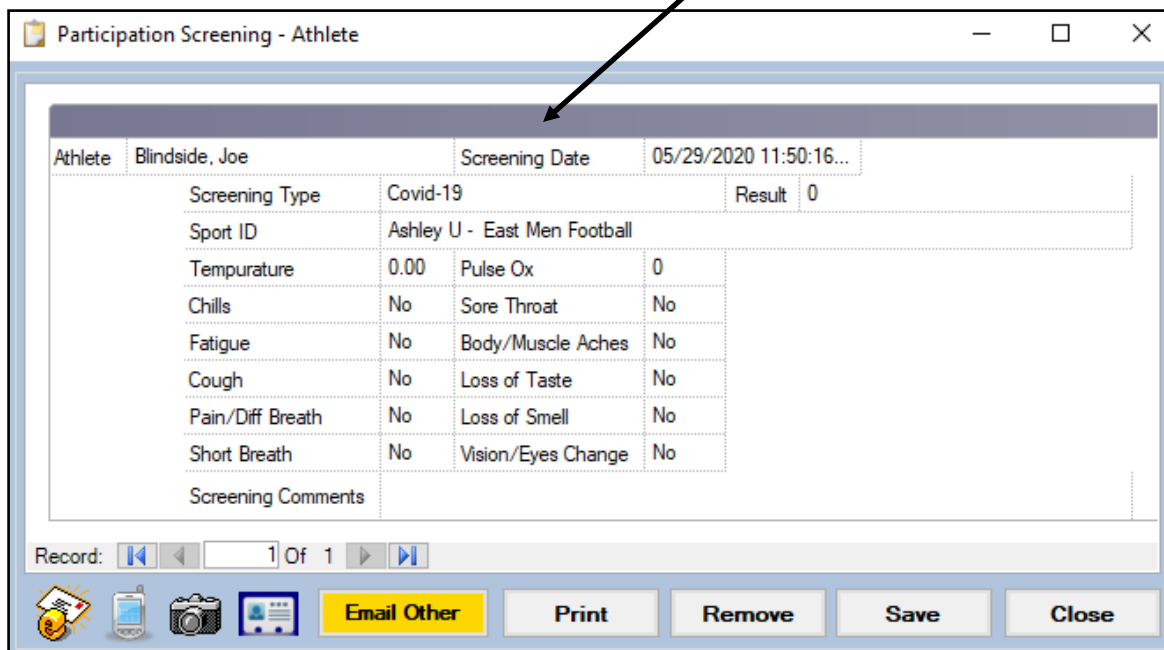 Participation Screening - Athlete
Athlete Blindside, Joe Screening Date 05/29/2020 11:50:16...
Screening Type Covid-19 Result 0
Sport ID Ashley U - East Men Football
Tempurature 0.00 Pulse Ox 0
Chills No Sore Throat No
Fatigue No Body/Muscle Aches No
Cough No Loss of Taste No
Pain/Diff Breath No Loss of Smell No
Short Breath No Vision/Eyes Change No
Screening Comments
Record: 1 Of 1
Email Other Print Remove Save Close